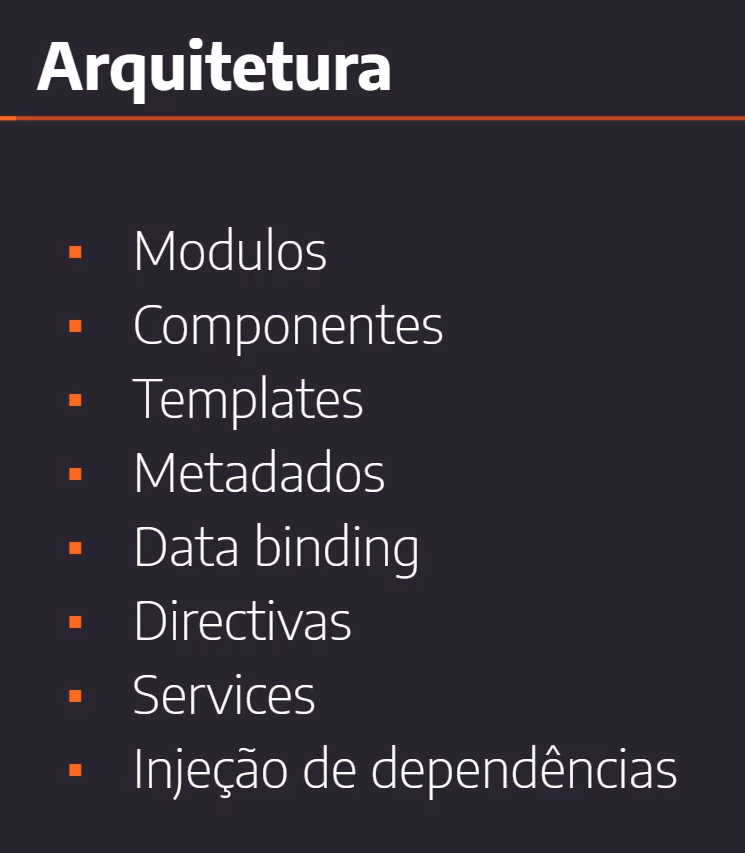 Arquitetura
Modulos
Componentes
Templates
Metadados
Data binding
Directivas
Services
Injeção de dependências